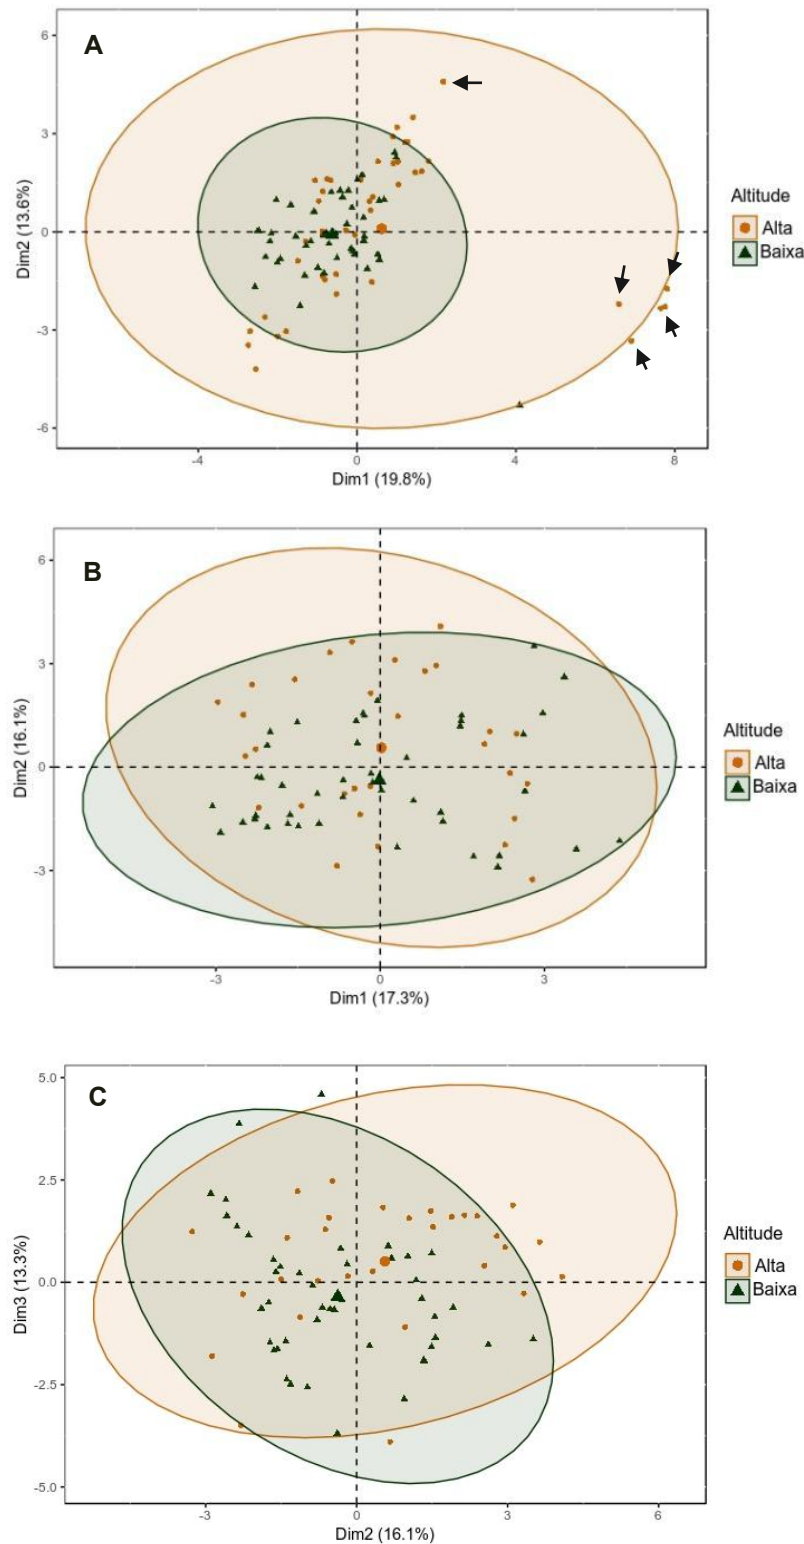 A
6
3
0
-3
-6
Dim2 (13.6%)
-4
0
4
8
Dim1 (19.8%)
Altitude
Alta
Baixa
B
6
3
0
-3
Dim2 (16.1%)
-3
0
3
Dim1 (17.3%)
Altitude
Alta
Baixa
C
5.0
2.5
0.0
-2.5
-5.0
Dim3 (13.3%)
-3
0
3
6
Dim2 (16.1%)
Altitude
Alta
Baixa